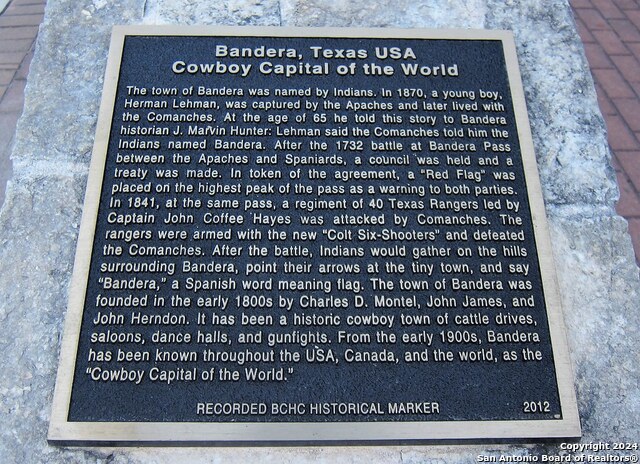 Bandera, Texas USA
Cowboy Capital of the World
The town of Bandera was named by Indians. In 1870, a young boy,
Herman Lehman, was captured by the Apaches and later lived with
the Comanches. At the age of 65 he told this story to Bandera
historian J. Marvin Hunter: Lehman said the Comanches told him the
Indians named Bandera. After the 1732 battle at Bandera Pass
between the Apaches and Spaniards, a council was held and a
treaty was made. In token of the agreement, a "Red Flag" was
placed on the highest peak of the pass as a warning to both parties.
In 1841, at the same pass, a regiment of 40 Texas Rangers led by
Captain John Coffee Hayes was attacked by Comanches. The
rangers were armed with the new "Colt Six-Shooters" and defeated
the Comanches. After the battle, Indians would gather on the hills
surrounding Bandera, point their arrows at the tiny town, and say
"Bandera," a Spanish word meaning flag. The town of Bandera was
founded in the early 1800s by Charles D. Montel, John James, and
John Herndon. It has been a historic cowboy town of cattle drives,
saloons, dance halls, and gunfights. From the early 1900s, Bandera
has been known throughout the USA, Canada, and the world, as the
"Cowboy Capital of the World."
RECORDED BCHC HISTORICAL MARKER 2012
Copyright 2024
San Antonio Board of Realtors®